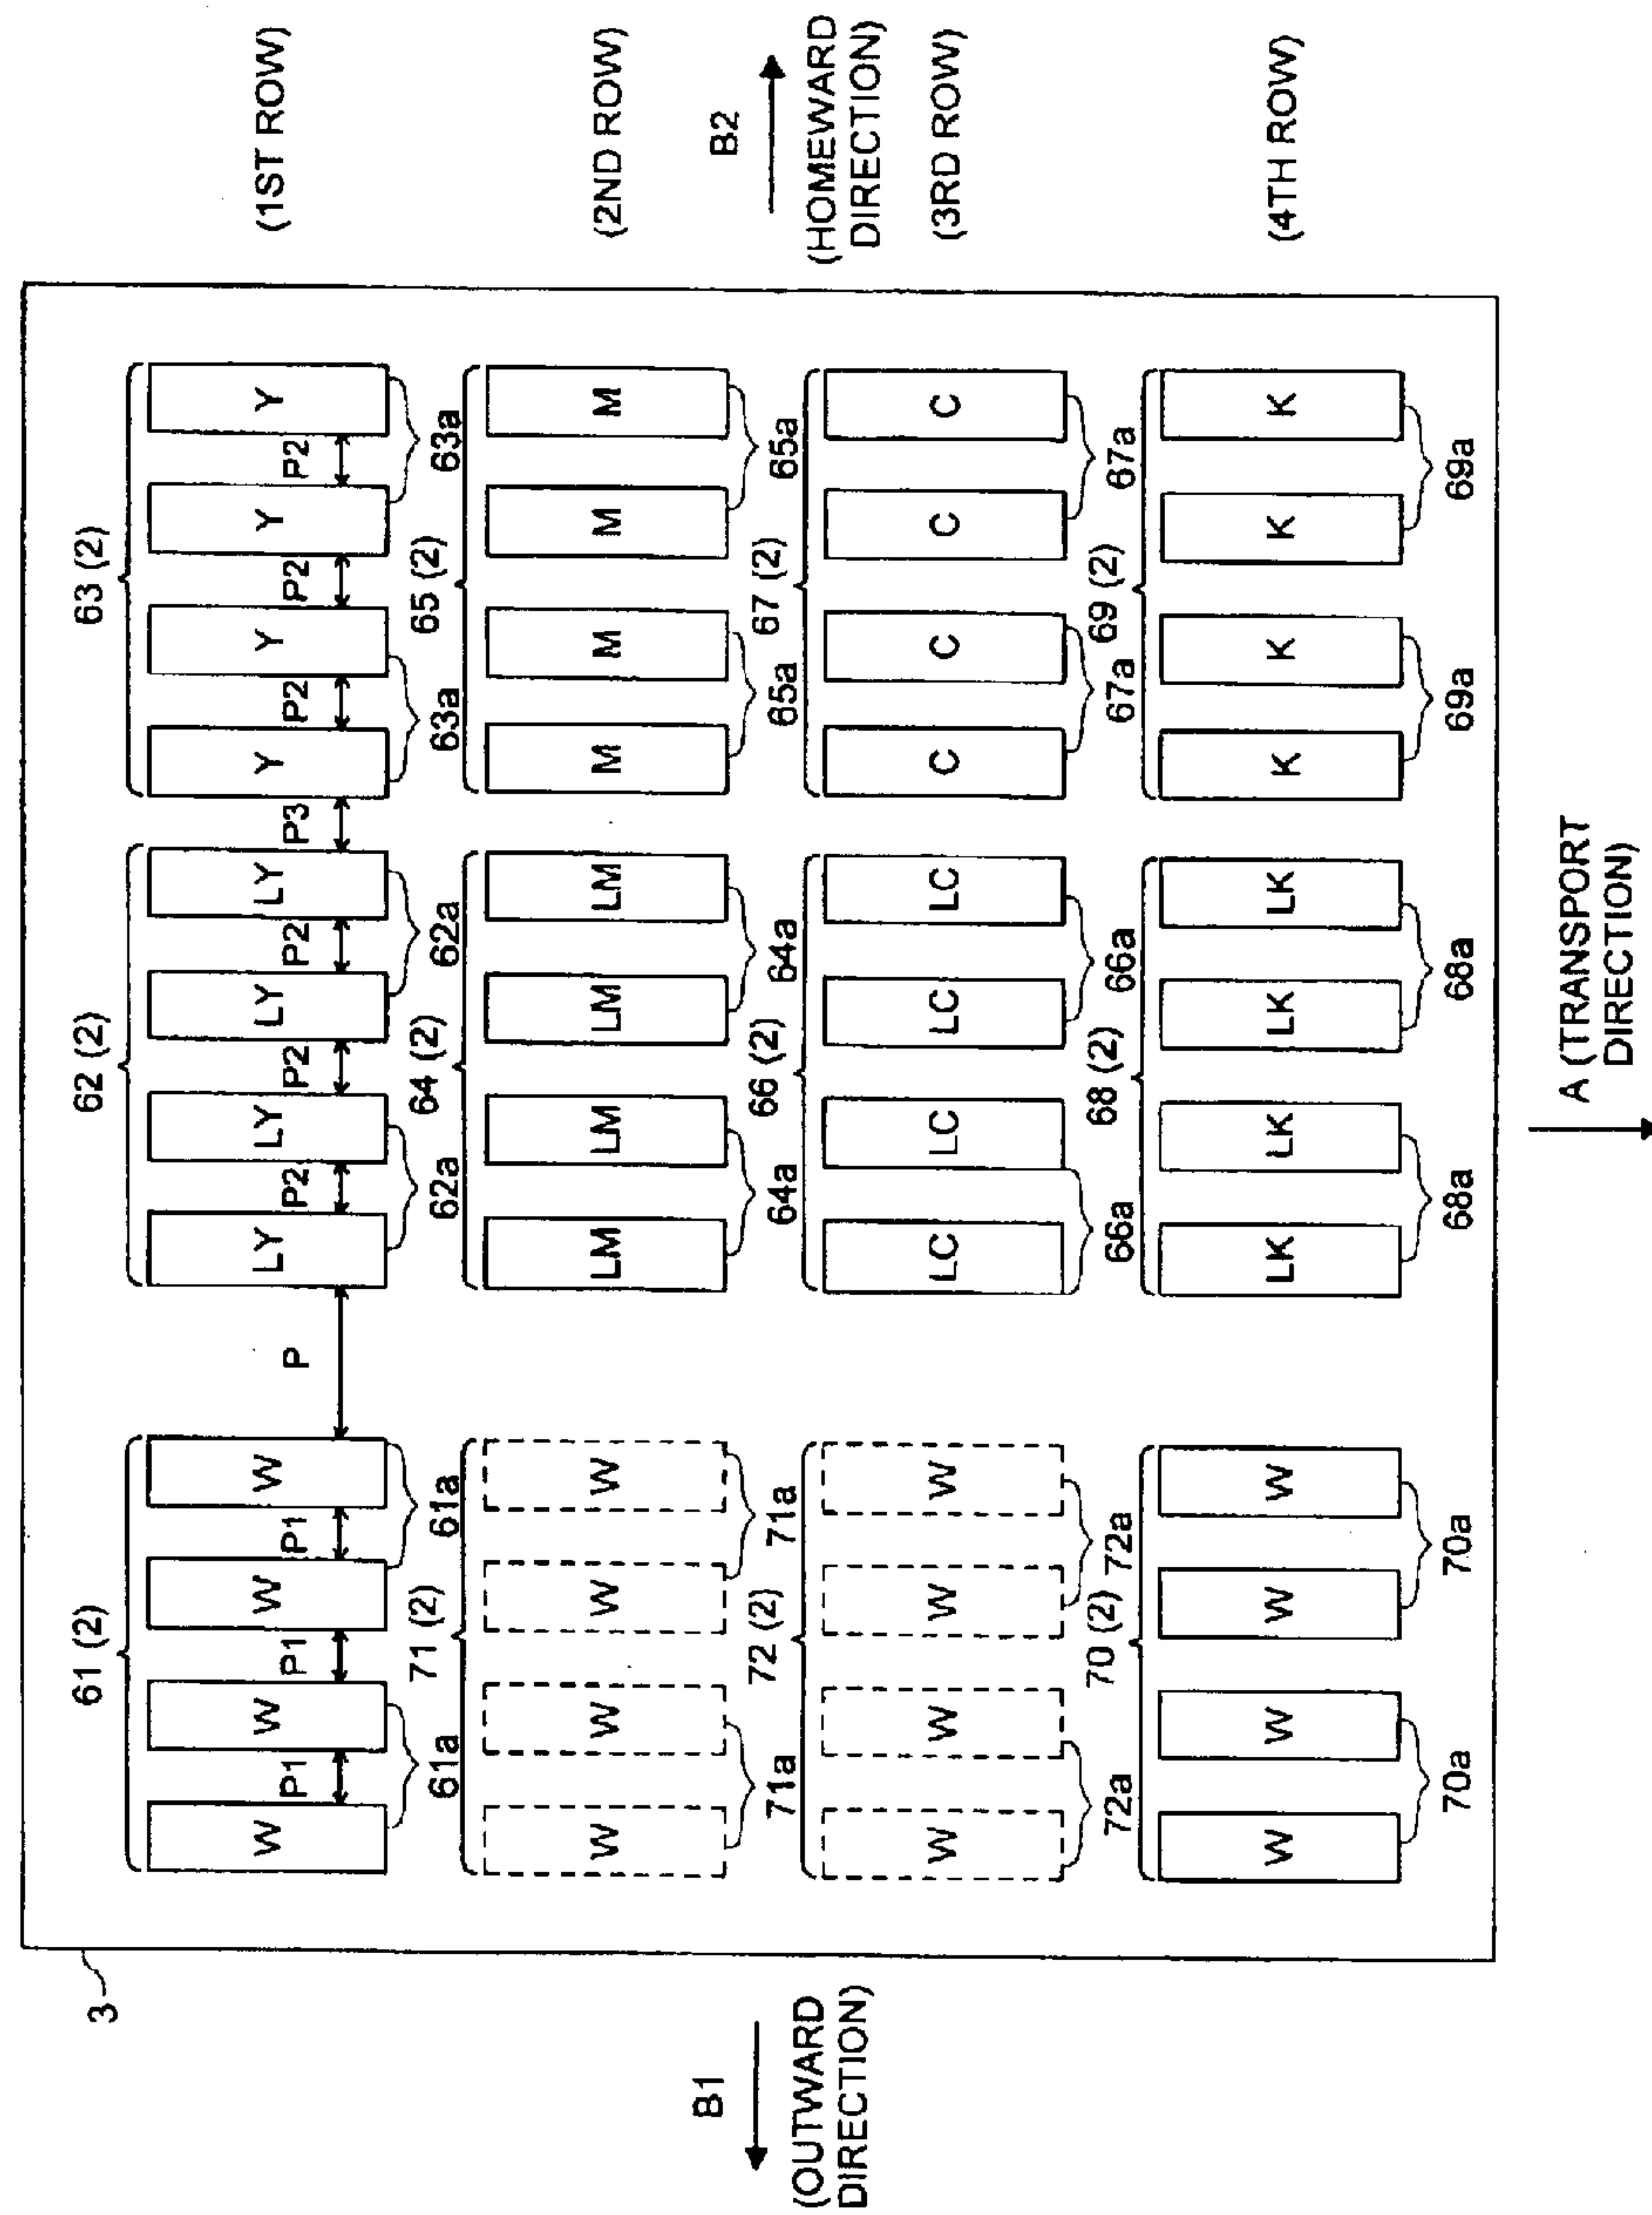 61 (2)
62 (2)
63 (2)
(1ST ROW)
W W W W LY LY LY LY Y Y Y Y
P1 P1 P1 P P2 P2 P2 P3 P2 P2 P2
61a 61a 62a 62a 63a 63a
71 (2)
64 (2)
65 (2)
(2ND ROW)
W W W W LM LM LM LM M M M M
71a 71a 64a 64a 65a 65a
B1
(OUTWARD
DIRECTION)
B2
(HOMEWARD
DIRECTION)
72 (2)
66 (2)
67 (2)
(3RD ROW)
W W W W LC LC LC LC C C C C
72a 72a 66a 66a 67a 67a
70 (2)
68 (2)
69 (2)
(4TH ROW)
W W W W LK LK LK LK K K K K
70a 70a 68a 68a 69a 69a
3
A (TRANSPORT
DIRECTION)